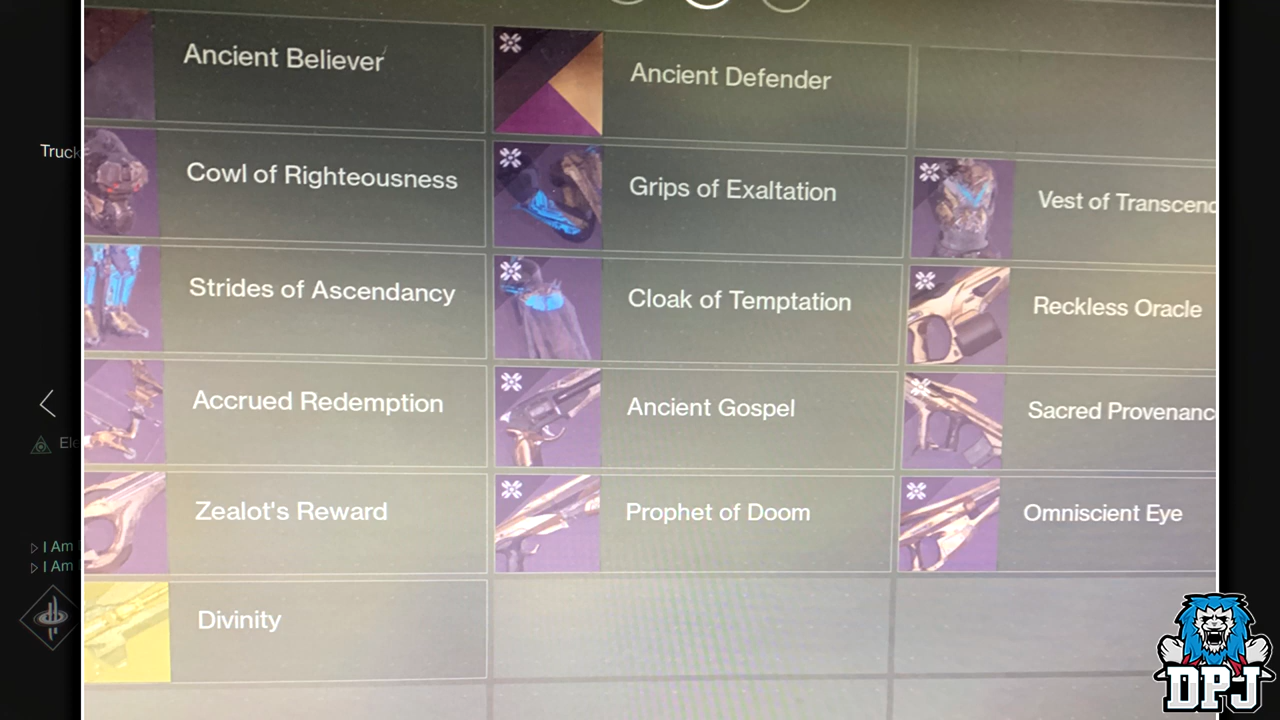 Ancient Believer
Ancient Defender
Truck
Cowl of Righteousness
Grips of Exaltation
Vest of Transcend
Strides of Ascendancy
Cloak of Temptation
Reckless Oracle
Accrued Redemption
Ancient Gospel
Sacred Provenanc
Ele
Zealot's Reward
Prophet of Doom
Omniscient Eye
I Am
I Am
Divinity
DPJ